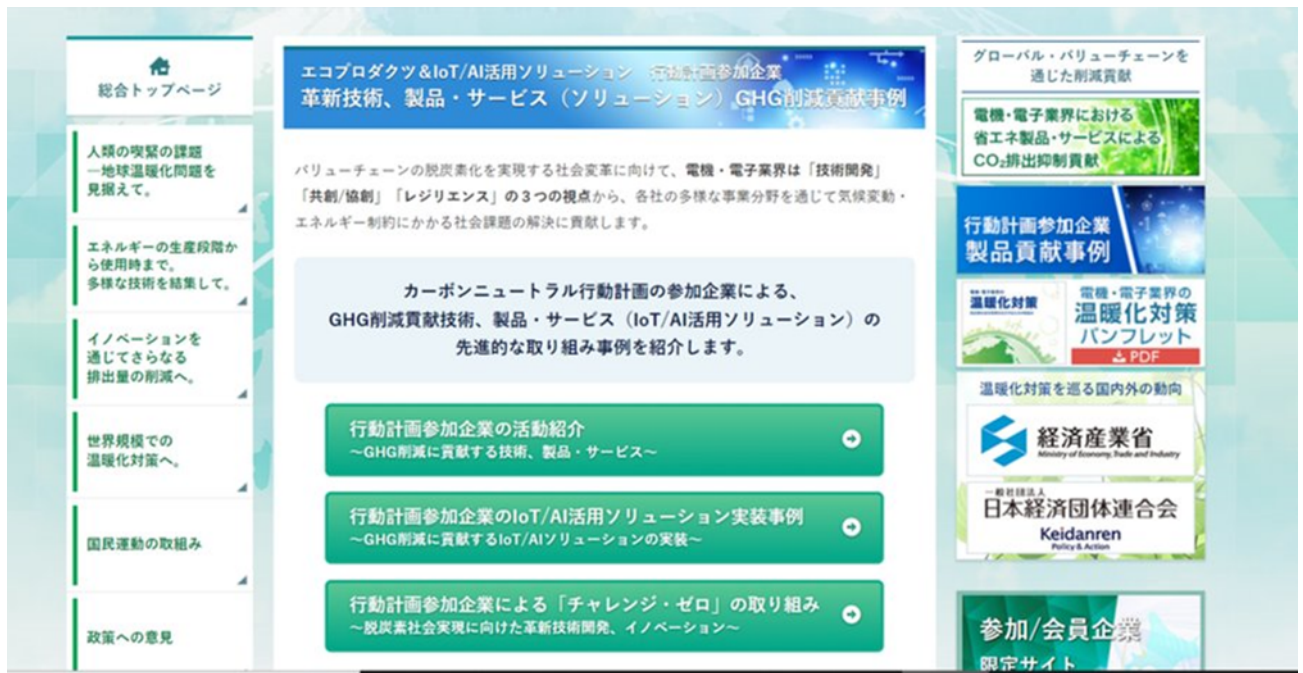 総合トップページ
人類の喫緊の課題
―地球温暖化問題を
見据えて。
エネルギーの生産段階か
ら使用時まで。
多様な技術を結集して。
イノベーションを
通じてさらなる
排出量の削減へ。
世界規模での
温暖化対策へ。
国民運動の取組み
政策への意見
エコプロダクツ&IoT/AI活用ソリューション 行動計画参加企業
革新技術、製品・サービス（ソリューション）GHG削減貢献事例
バリューチェーンの脱炭素化を実現する社会変革に向けて、電機・電子業界は「技術開発」
「共創/協創」「レジリエンス」の３つの視点から、各社の多様な事業分野を通じて気候変動・
エネルギー制約にかかる社会課題の解決に貢献します。
カーボンニュートラル行動計画の参加企業による、
GHG削減貢献技術、製品・サービス（IoT/AI活用ソリューション）の
先進的な取り組み事例を紹介します。
行動計画参加企業の活動紹介
～GHG削減に貢献する技術、製品・サービス～
行動計画参加企業のIoT/AI活用ソリューション実装事例
～GHG削減に貢献するIoT/AIソリューションの実装～
行動計画参加企業による「チャレンジ・ゼロ」の取り組み
～脱炭素社会実現に向けた革新技術開発、イノベーション～
グローバル・バリューチェーンを
通じた削減貢献
電機・電子業界における
省エネ製品・サービスによる
CO₂排出抑制貢献
行動計画参加企業
製品貢献事例
温暖化対策
電機・電子業界の
温暖化対策
パンフレット
PDF
温暖化対策を巡る国内外の動向
経済産業省
Ministry of Economy, Trade and Industry
一般社団法人
日本経済団体連合会
Keidanren
Policy & Action
参加/会員企業
限定サイト